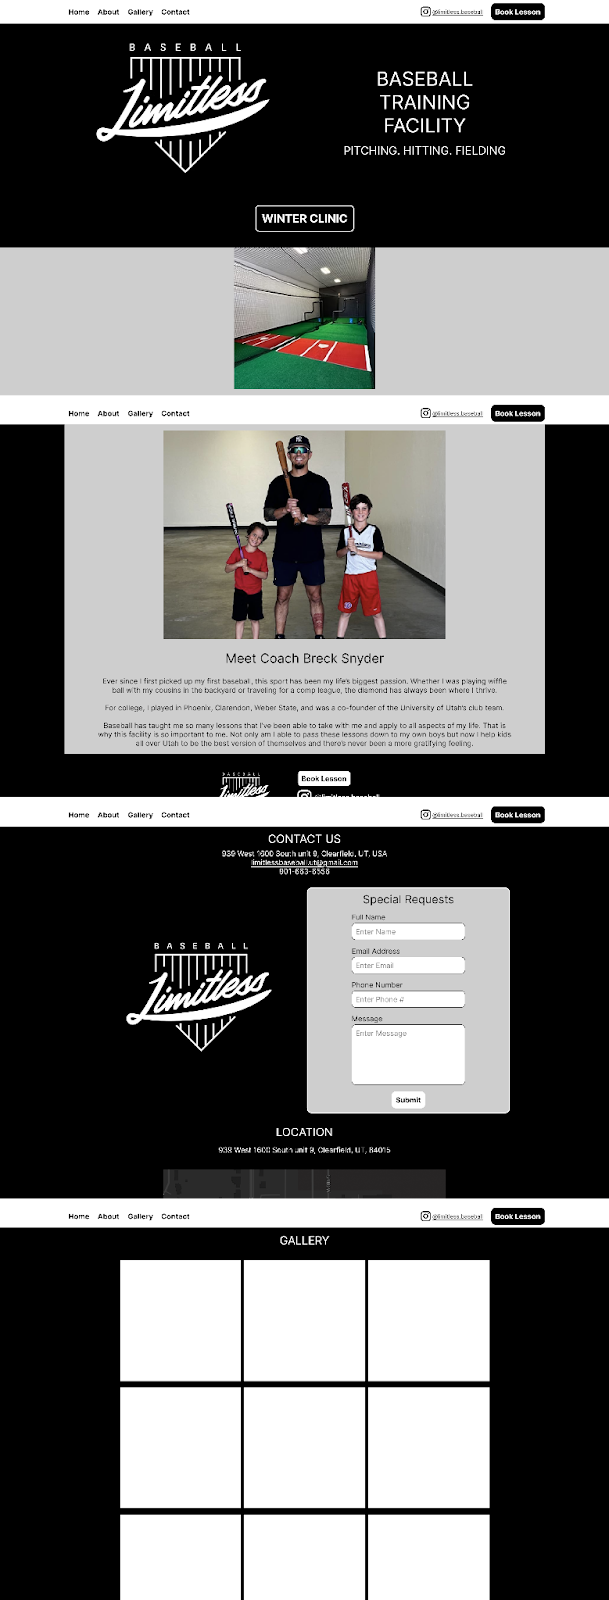 Home About Gallery Contact @limitless.baseball Book Lesson
BASEBALL
Limitless
BASEBALL
TRAINING
FACILITY
PITCHING. HITTING. FIELDING
WINTER CLINIC
Home About Gallery Contact @limitless.baseball Book Lesson
Meet Coach Breck Snyder
Ever since I first picked up my first baseball, this sport has been my life's biggest passion. Whether I was playing wiffle
ball with my cousins in the backyard or traveling for a comp league, the diamond has always been where I thrive.
For college, I played in Phoenix, Clarendon, Weber State, and was a co-founder of the University of Utah's club team.
Baseball has taught me so many lessons that I've been able to take with me and apply to all aspects of my life. That is
why this facility is so important to me. Not only am I able to pass these lessons down to my own boys but now I help kids
all over Utah to be the best version of themselves and there's never been a more gratifying feeling.
BASEBALL
Limitless
Book Lesson
@limitless.baseball
Home About Gallery Contact @limitless.baseball Book Lesson
CONTACT US
939 West 1600 South unit 9, Clearfield, UT, USA
limitlessbaseball.ut@gmail.com
BASEBALL
Limitless
Special Requests
Full Name
Enter Name
Email Address
Enter Email
Phone Number
Enter Phone #
Message
Enter Message
Submit
LOCATION
939 West 1600 South unit 9, Clearfield, UT, 84015
Home About Gallery Contact @limitless.baseball Book Lesson
GALLERY